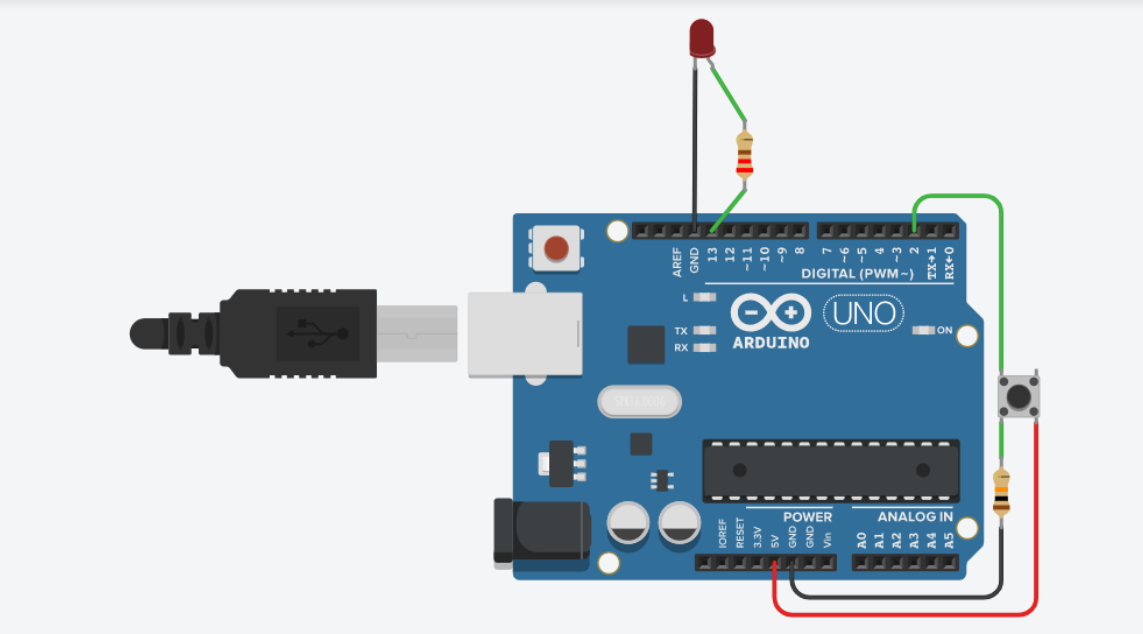 AREF
GND
13
12
~11
~10
~9
8
7
~6
~5
4
~3
2
TX→1
RX←0
DIGITAL (PWM~)
L
TX
RX
ARDUINO
UNO
ON
POWER
ANALOG IN
IOREF
RESET
3.3V
5V
GND
GND
Vin
A0
A1
A2
A3
A4
A5